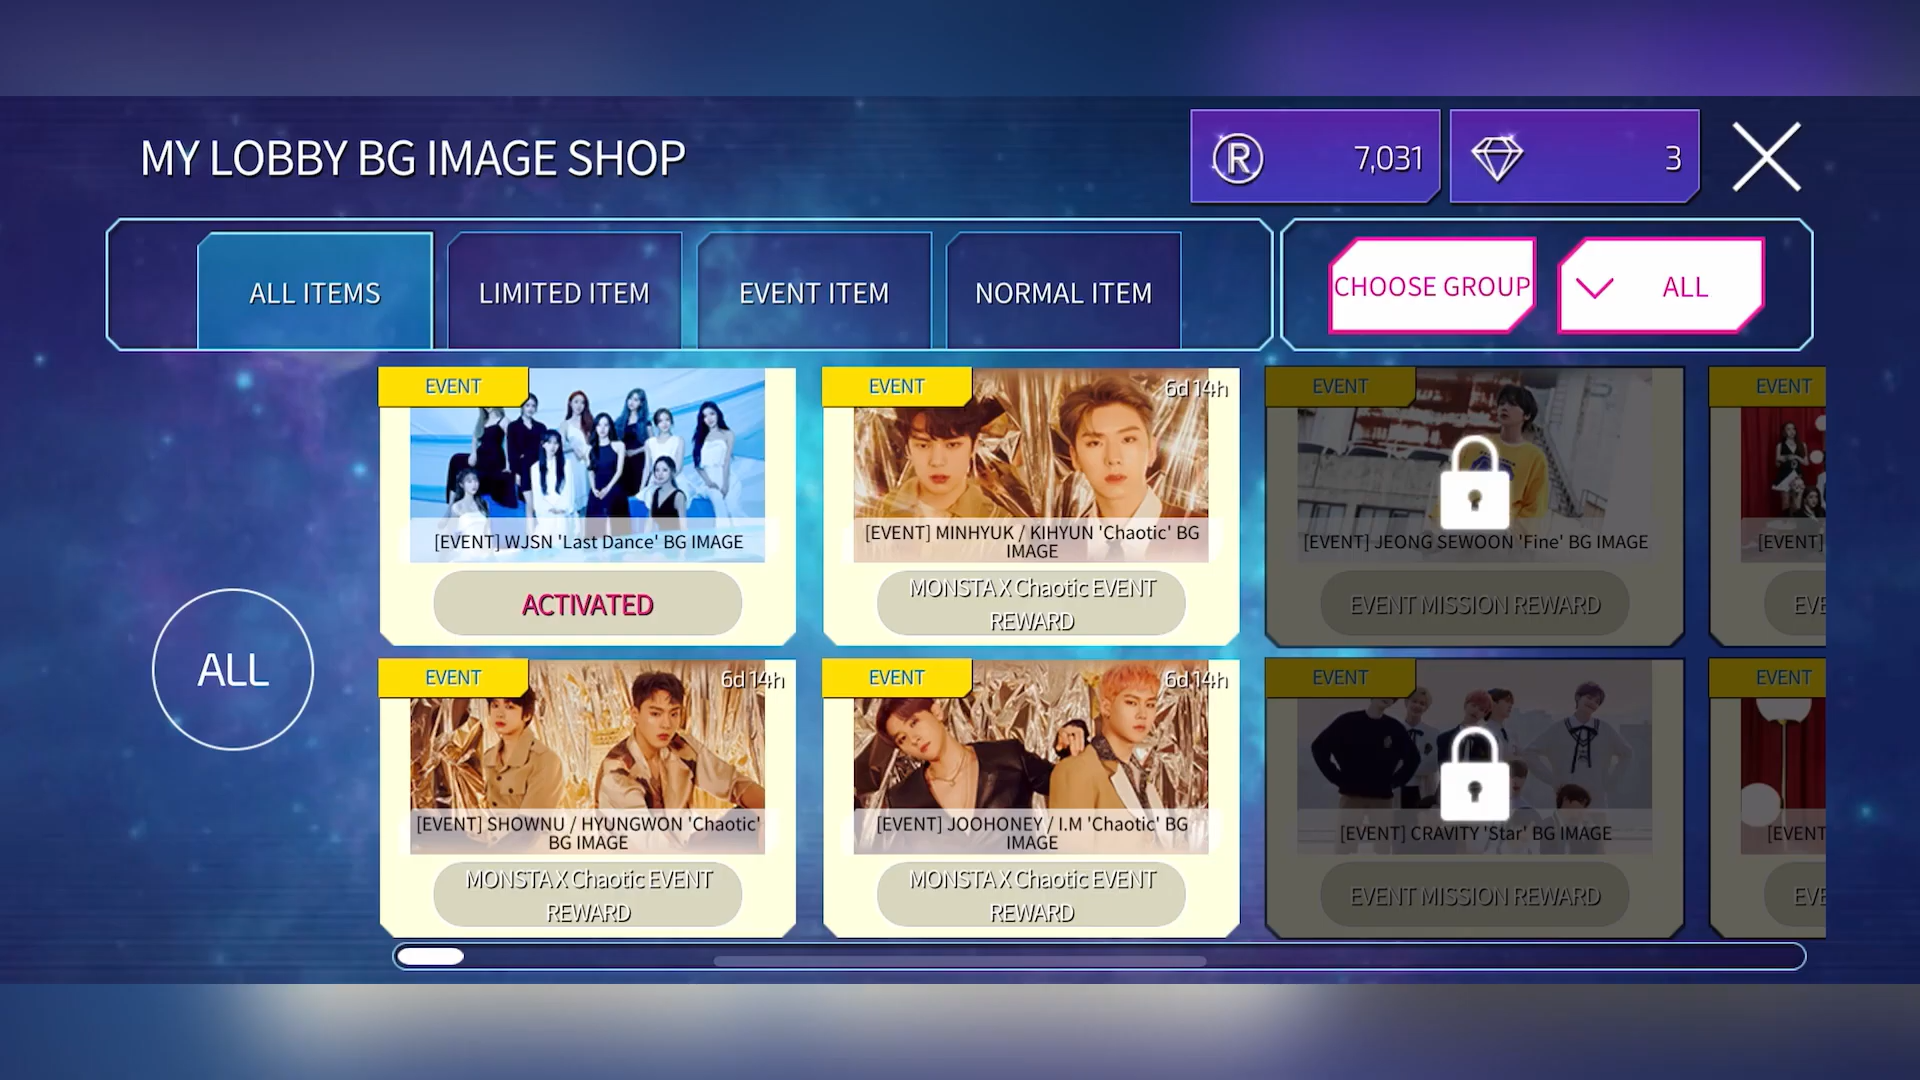 MY LOBBY BG IMAGE SHOP
R 7,031
3
ALL ITEMS
LIMITED ITEM
EVENT ITEM
NORMAL ITEM
CHOOSE GROUP
ALL
ALL
EVENT
[EVENT] WJSN 'Last Dance' BG IMAGE
ACTIVATED
EVENT
6d 14h
[EVENT] MINHYUK / KIHYUN 'Chaotic' BG
IMAGE
MONSTA X Chaotic EVENT
REWARD
EVENT
[EVENT] JEONG SEWOON 'Fine' BG IMAGE
EVENT MISSION REWARD
EVENT
[EVENT]
EVE
EVENT
6d 14h
[EVENT] SHOWNU / HYUNGWON 'Chaotic'
BG IMAGE
MONSTA X Chaotic EVENT
REWARD
EVENT
6d 14h
[EVENT] JOOHONEY / I.M 'Chaotic' BG
IMAGE
MONSTA X Chaotic EVENT
REWARD
EVENT
[EVENT] CRAVITY 'Star' BG IMAGE
EVENT MISSION REWARD
EVENT
[EVENT
EVE